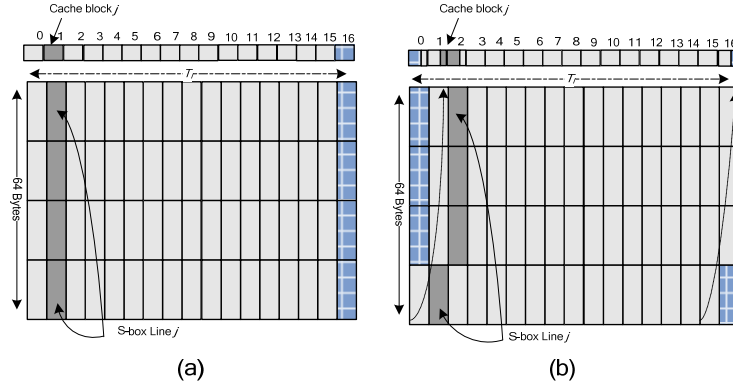 Cache block j
0 1 2 3 4 5 6 7 8 9 10 11 12 13 14 15 16
Tr
64 Bytes
S-box Line j
(a)
Cache block j
0 1 2 3 4 5 6 7 8 9 10 11 12 13 14 15 16
Tr
64 Bytes
S-box Line j
(b)